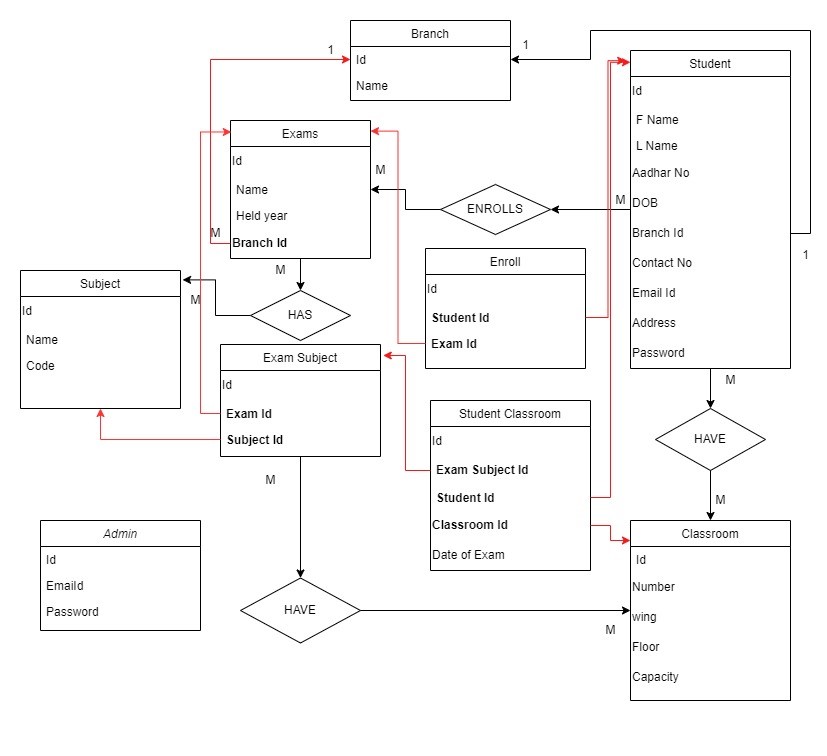 Branch
Id
Name
1
1
Student
Id
F Name
L Name
Aadhar No
DOB
Branch Id
Contact No
Email Id
Address
Password
M
1
Exams
Id
Name
Held year
Branch Id
M
M
M
ENROLLS
Enroll
Id
Student Id
Exam Id
Subject
Id
Name
Code
M
HAS
Exam Subject
Id
Exam Id
Subject Id
M
Student Classroom
Id
Exam Subject Id
Student Id
Classroom Id
Date of Exam
M
HAVE
M
Admin
Id
EmaiId
Password
HAVE
M
Classroom
Id
Number
wing
Floor
Capacity